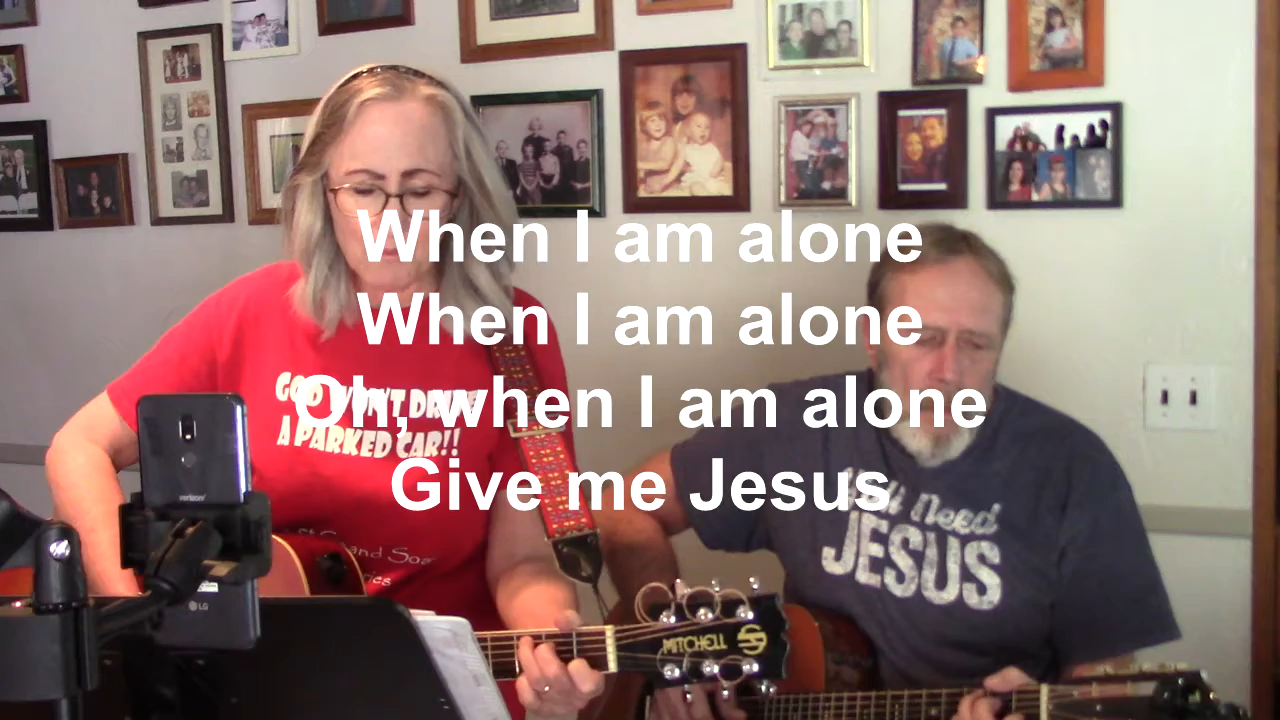 When I am alone
When I am alone
Oh, when I am alone
Give me Jesus
GOD WON'T DRIVE
A PARKED CAR!!
verizon
LG
MITCHELL
Need
JESUS